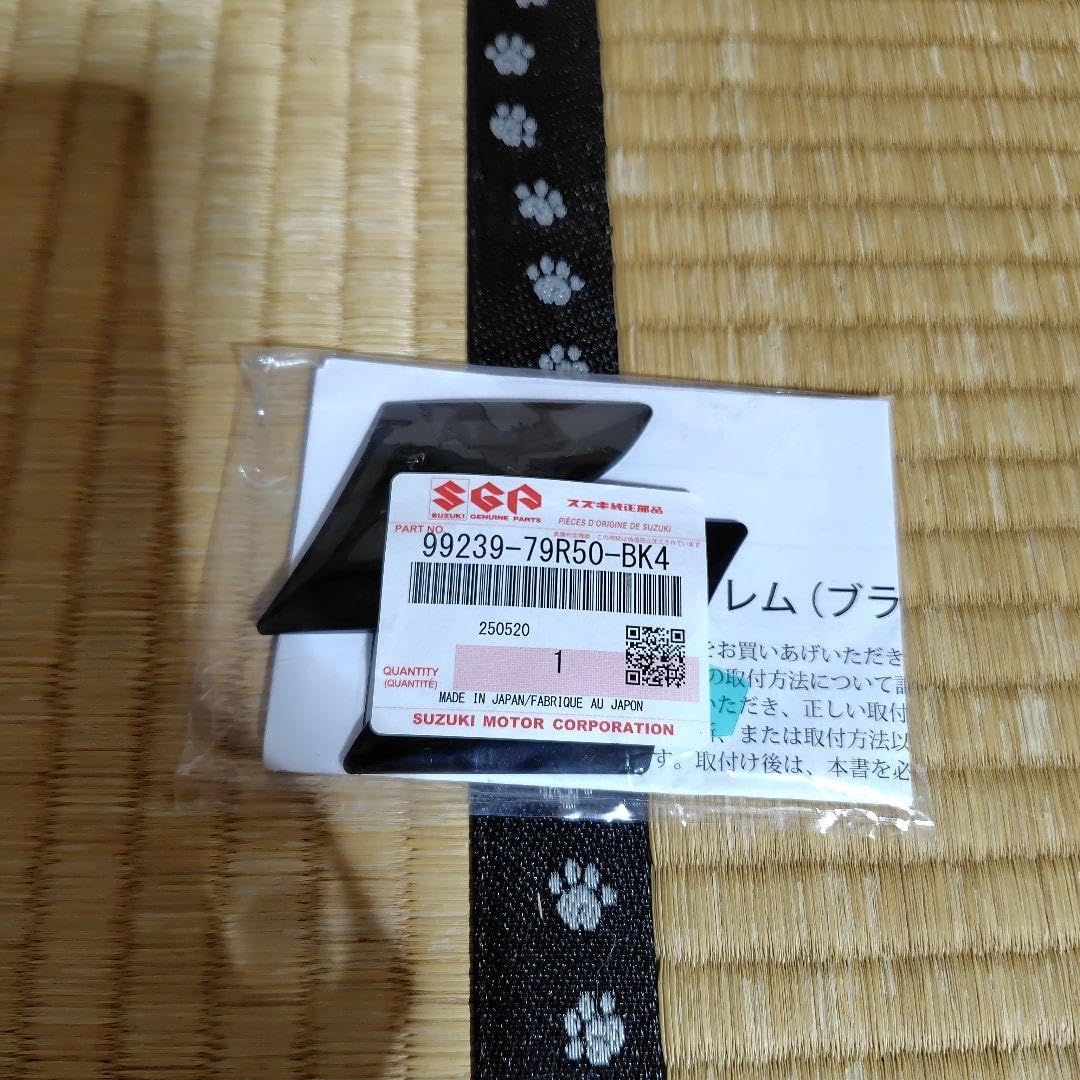 SGP
スズキ純正部品
SUZUKI GENUINE PARTS
PIÈCES D'ORIGINE DE SUZUKI
PART NO.
99239-79R50-BK4
250520
QUANTITY
(QUANTITÉ)
1
MADE IN JAPAN/FABRIQUE AU JAPON
SUZUKI MOTOR CORPORATION
レム（ブラ
をお買いあげいただき
の取付方法について
いただき、正しい取付
、または取付方法以
す。取付け後は、本書を必